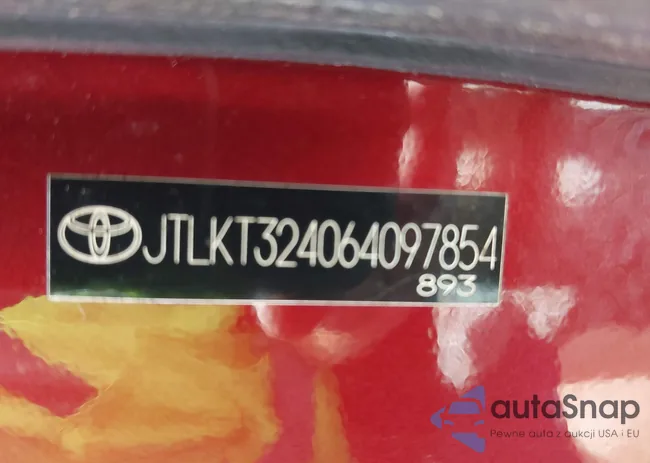 JTLKT324064097854
893
autaSnap
Pewne auta z aukcji USA i EU